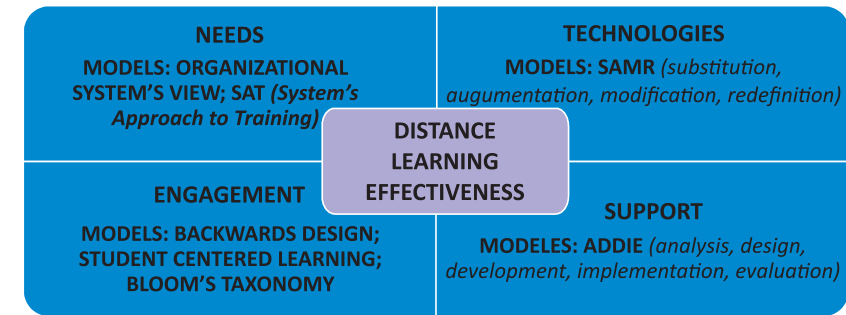 NEEDS
MODELS: ORGANIZATIONAL
SYSTEM'S VIEW; SAT (System's
Approach to Training)
TECHNOLOGIES
MODELS: SAMR (substitution,
augumentation, modification, redefinition)
DISTANCE
LEARNING
EFFECTIVENESS
ENGAGEMENT
MODELS: BACKWARDS DESIGN;
STUDENT CENTERED LEARNING;
BLOOM'S TAXONOMY
SUPPORT
MODELES: ADDIE (analysis, design,
development, implementation, evaluation)